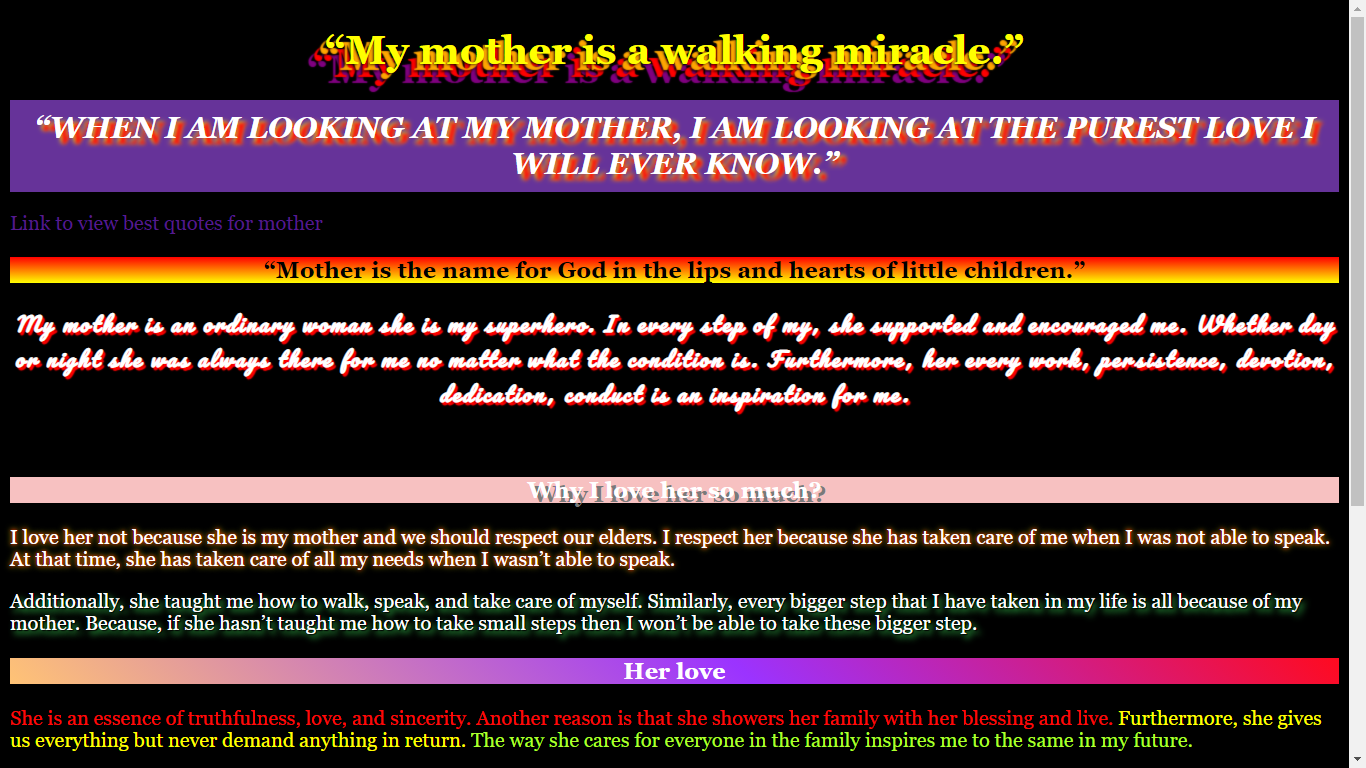 “My mother is a walking miracle.”
“WHEN I AM LOOKING AT MY MOTHER, I AM LOOKING AT THE PUREST LOVE I
WILL EVER KNOW.”
Link to view best quotes for mother
“Mother is the name for God in the lips and hearts of little children.”
My mother is an ordinary woman she is my superhero. In every step of my, she supported and encouraged me. Whether day
or night she was always there for me no matter what the condition is. Furthermore, her every work, persistence, devotion,
dedication, conduct is an inspiration for me.
Why I love her so much?
I love her not because she is my mother and we should respect our elders. I respect her because she has taken care of me when I was not able to speak.
At that time, she has taken care of all my needs when I wasn’t able to speak.
Additionally, she taught me how to walk, speak, and take care of myself. Similarly, every bigger step that I have taken in my life is all because of my
mother. Because, if she hasn’t taught me how to take small steps then I won’t be able to take these bigger step.
Her love
She is an essence of truthfulness, love, and sincerity. Another reason is that she showers her family with her blessing and live. Furthermore, she gives
us everything but never demand anything in return. The way she cares for everyone in the family inspires me to the same in my future.